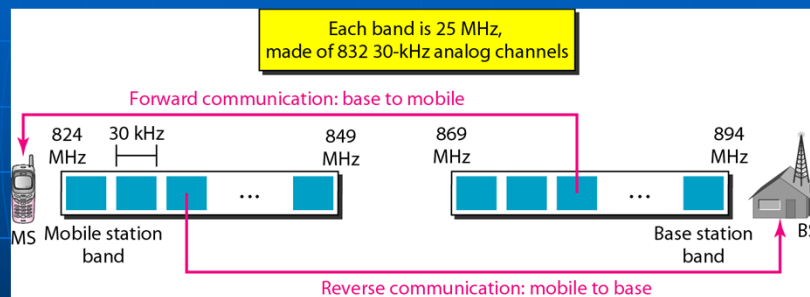 Each band is 25 MHz,
made of 832 30-kHz analog channels
Forward communication: base to mobile
824
MHz
30 kHz
849
MHz
869
MHz
894
MHz
...
...
MS
Mobile station
band
Base station
band
BS
Reverse communication: mobile to base